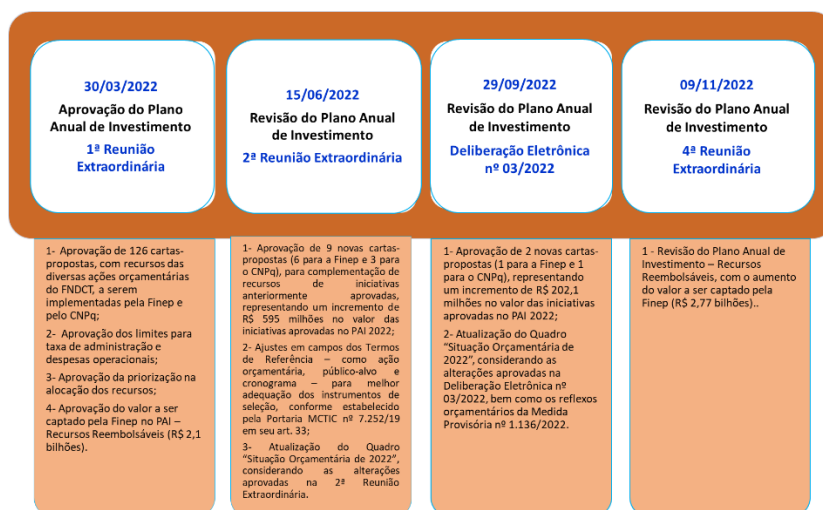 30/03/2022
Aprovação do Plano
Anual de Investimento
1ª Reunião
Extraordinária
15/06/2022
Revisão do Plano Anual
de Investimento
2ª Reunião Extraordinária
29/09/2022
Revisão do Plano Anual
de Investimento
Deliberação Eletrônica
nº 03/2022
09/11/2022
Revisão do Plano Anual
de Investimento
4ª Reunião
Extraordinária
1- Aprovação de 126 cartas-
propostas, com recursos das
diversas ações orçamentárias
do FNDCT, a serem
implementadas pela Finep e
pelo CNPq;
2- Aprovação dos limites para
taxa de administração e
despesas operacionais;
3- Aprovação da priorização na
alocação dos recursos;
4- Aprovação do valor a ser
captado pela Finep no PAI –
Recursos Reembolsáveis (R$ 2,1
bilhões).
1- Aprovação de 9 novas cartas-
propostas (6 para a Finep e 3 para
o CNPq), para complementação de
recursos de iniciativas
anteriormente aprovadas,
representando um incremento de
R$ 595 milhões no valor das
iniciativas aprovadas no PAI 2022;
2- Ajustes em campos dos Termos
de Referência – como ação
orçamentária, público-alvo e
cronograma – para melhor
adequação dos instrumentos de
seleção, conforme estabelecido
pela Portaria MCTIC nº 7.252/19
em seu art. 33;
3- Atualização do Quadro
“Situação Orçamentária de 2022”,
considerando as alterações
aprovadas na 2ª Reunião
Extraordinária.
1- Aprovação de 2 novas cartas-
propostas (1 para a Finep e 1
para o CNPq), representando
um incremento de R$ 202,1
milhões no valor das iniciativas
aprovadas no PAI 2022;
2- Atualização do Quadro
“Situação Orçamentária de
2022”, considerando as
alterações aprovadas na
Deliberação Eletrônica nº
03/2022, bem como os reflexos
orçamentários da Medida
Provisória nº 1.136/2022.
1 - Revisão do Plano Anual de
Investimento – Recursos
Reembolsáveis, com o aumento
do valor a ser captado pela
Finep (R$ 2,77 bilhões)..